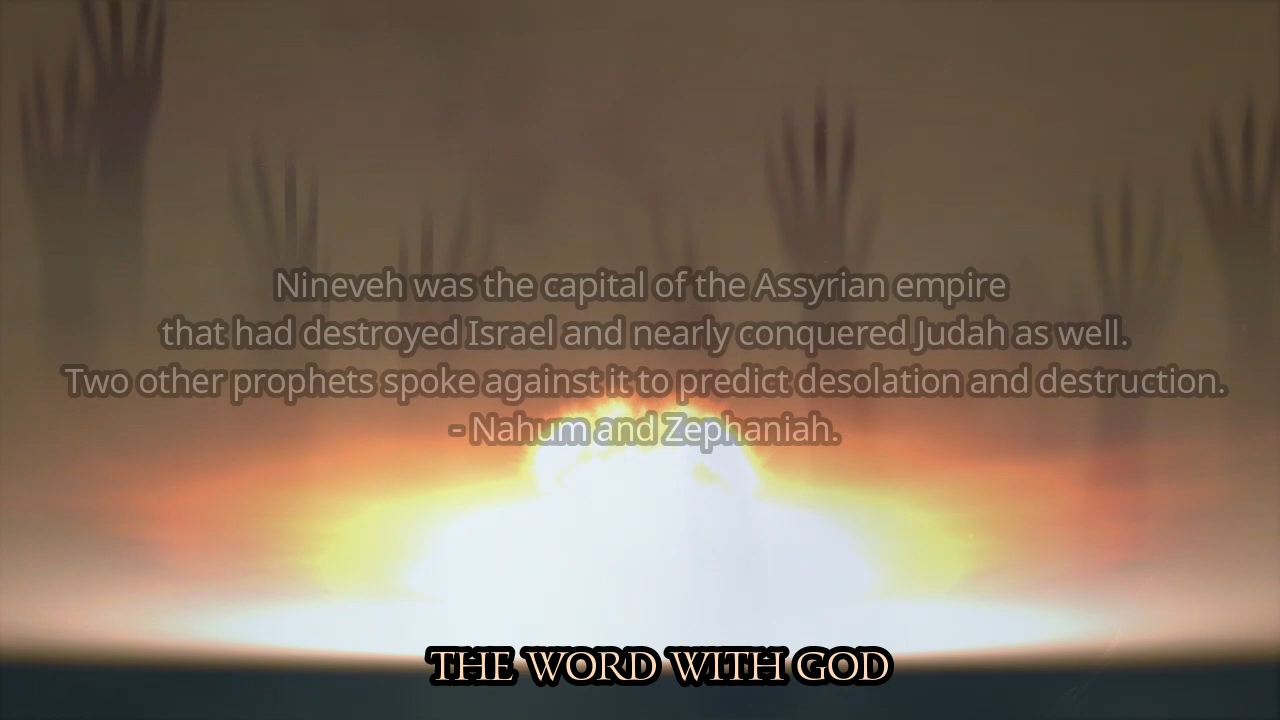 Nineveh was the capital of the Assyrian empire
that had destroyed Israel and nearly conquered Judah as well.
Two other prophets spoke against it to predict desolation and destruction.
- Nahum and Zephaniah.
THE WORD WITH GOD